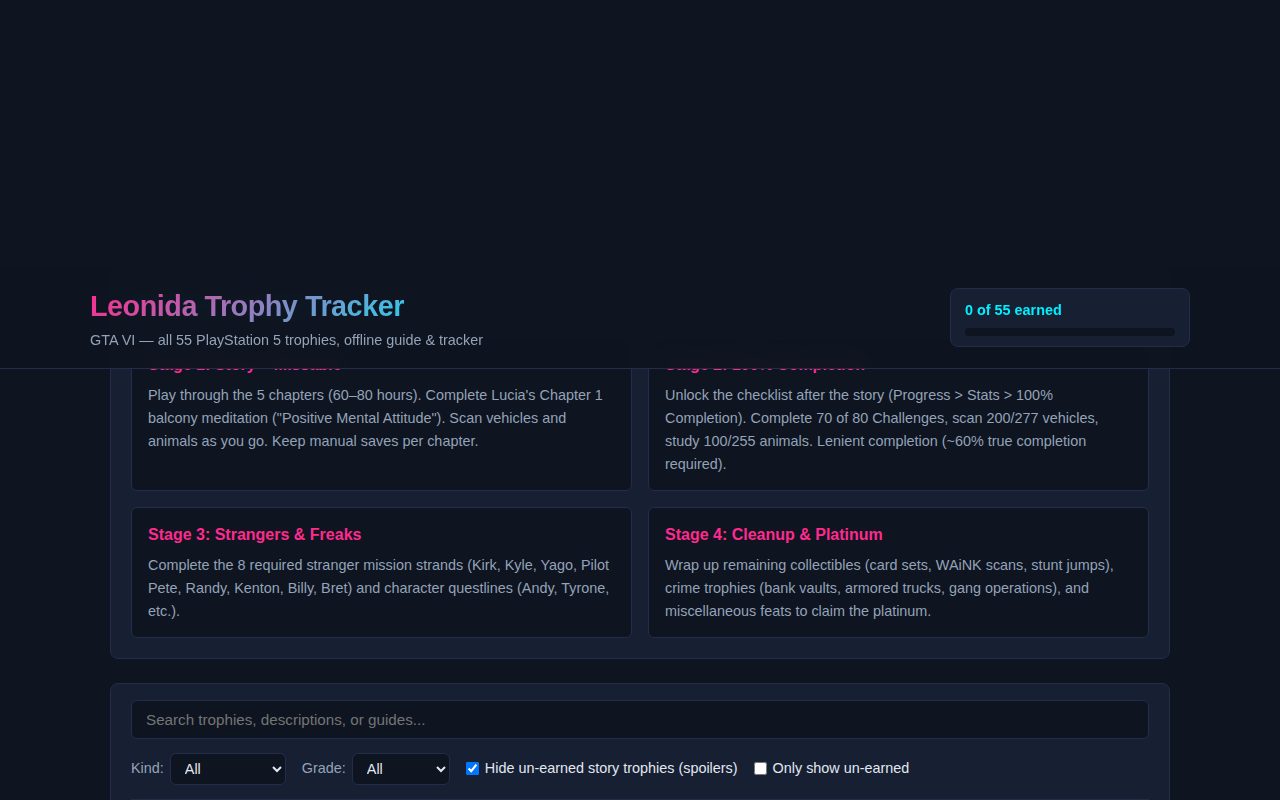 Leonida Trophy Tracker
GTA VI — all 55 PlayStation 5 trophies, offline guide & tracker
0 of 55 earned
Play through the 5 chapters (60–80 hours). Complete Lucia's Chapter 1
balcony meditation ("Positive Mental Attitude"). Scan vehicles and
animals as you go. Keep manual saves per chapter.
Unlock the checklist after the story (Progress > Stats > 100%
Completion). Complete 70 of 80 Challenges, scan 200/277 vehicles,
study 100/255 animals. Lenient completion (~60% true completion
required).
Stage 3: Strangers & Freaks
Complete the 8 required stranger mission strands (Kirk, Kyle, Yago, Pilot
Pete, Randy, Kenton, Billy, Bret) and character questlines (Andy, Tyrone,
etc.).
Stage 4: Cleanup & Platinum
Wrap up remaining collectibles (card sets, WAiNK scans, stunt jumps),
crime trophies (bank vaults, armored trucks, gang operations), and
miscellaneous feats to claim the platinum.
Search trophies, descriptions, or guides...
Kind: All Grade: All Hide un-earned story trophies (spoilers) Only show un-earned